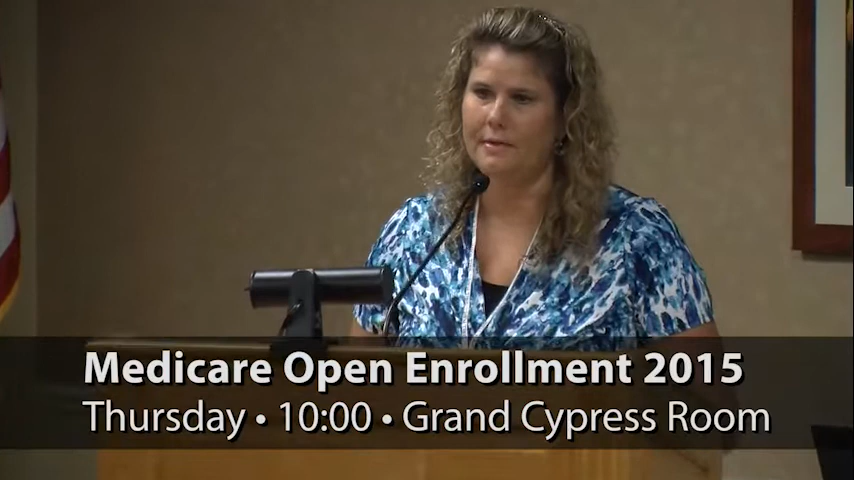 Medicare Open Enrollment 2015
Thursday • 10:00 • Grand Cypress Room